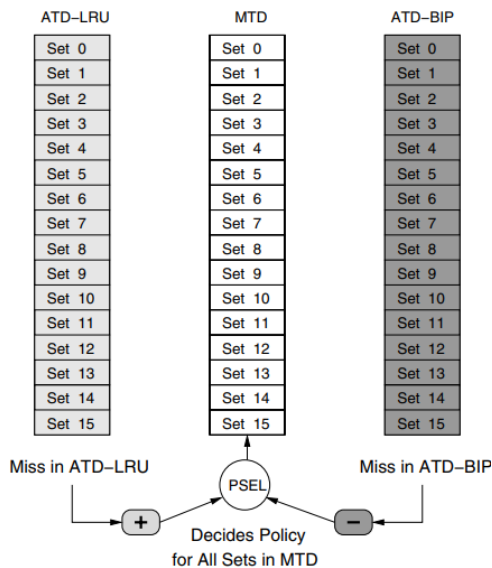 ATD–LRU MTD ATD–BIP
Set 0 Set 0 Set 0
Set 1 Set 1 Set 1
Set 2 Set 2 Set 2
Set 3 Set 3 Set 3
Set 4 Set 4 Set 4
Set 5 Set 5 Set 5
Set 6 Set 6 Set 6
Set 7 Set 7 Set 7
Set 8 Set 8 Set 8
Set 9 Set 9 Set 9
Set 10 Set 10 Set 10
Set 11 Set 11 Set 11
Set 12 Set 12 Set 12
Set 13 Set 13 Set 13
Set 14 Set 14 Set 14
Set 15 Set 15 Set 15
Miss in ATD–LRU Miss in ATD–BIP
PSEL
+ −
Decides Policy
for All Sets in MTD